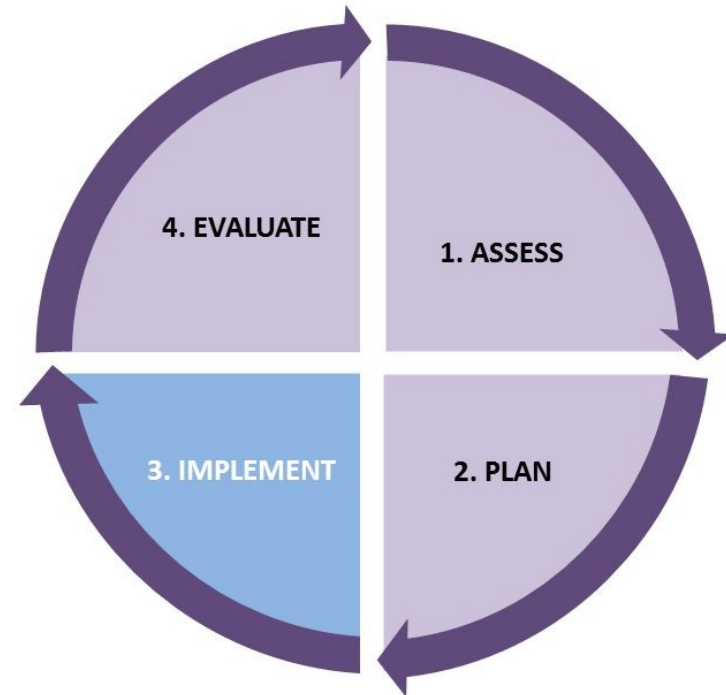 4. EVALUATE
1. ASSESS
3. IMPLEMENT
2. PLAN